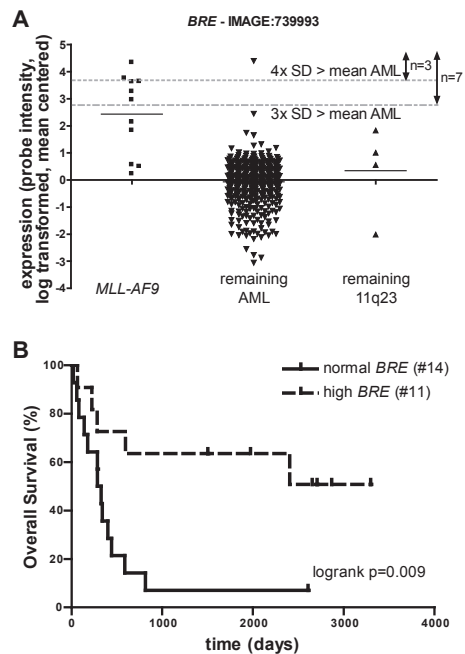 A
BRE - IMAGE:739993
expression (probe intensity,
log transformed, mean centered)
5
4
3
2
1
0
-1
-2
-3
-4
4x SD > mean AML
3x SD > mean AML
n=3
n=7
MLL-AF9
remaining
AML
remaining
11q23
B
Overall Survival (%)
100
80
60
40
20
0
normal BRE (#14)
high BRE (#11)
logrank p=0.009
0
1000
2000
3000
4000
time (days)